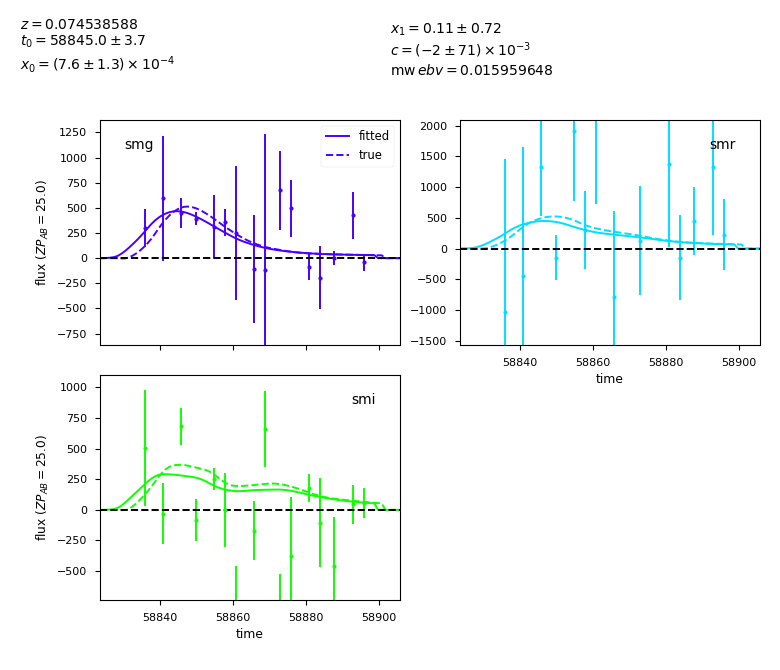 z = 0.074538588
t₀ = 58845.0 ± 3.7
x₀ = (7.6 ± 1.3) × 10⁻⁴
x₁ = 0.11 ± 0.72
c = (−2 ± 71) × 10⁻³
mw ebv = 0.015959648
smg
fitted
true
1250
1000
750
500
250
0
−250
−500
−750
flux (ZP_AB = 25.0)
smr
2000
1500
1000
500
0
−500
−1000
−1500
58840 58860 58880 58900
time
smi
1000
750
500
250
0
−250
−500
flux (ZP_AB = 25.0)
58840 58860 58880 58900
time